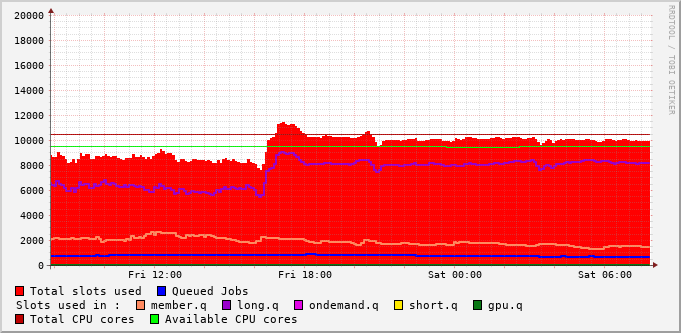 20000
18000
16000
14000
12000
10000
8000
6000
4000
2000
0
Fri 12:00 Fri 18:00 Sat 00:00 Sat 06:00
Total slots used Queued Jobs
Slots used in : member.q long.q ondemand.q short.q gpu.q
Total CPU cores Available CPU cores
RRDTOOL / TOBI OETIKER